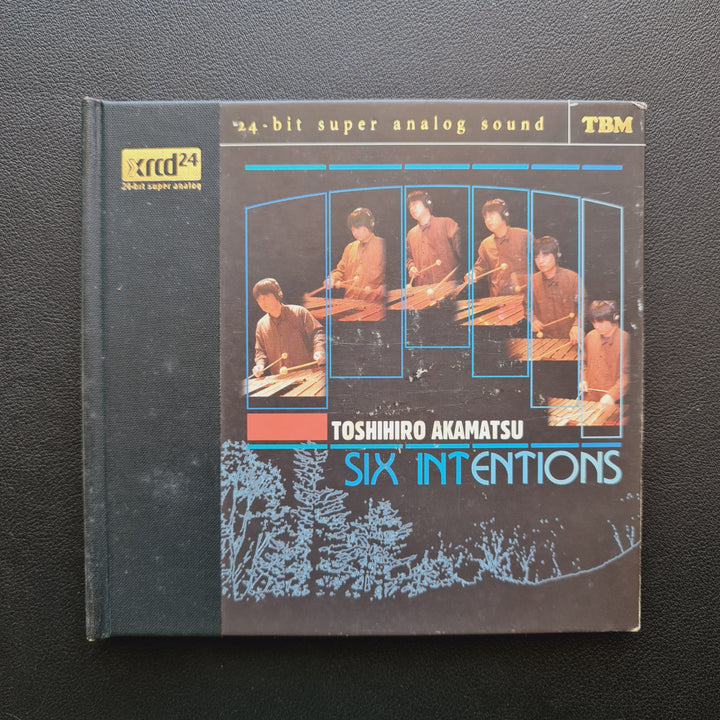 24-bit super analog sound
TBM
xrcd24
24-bit super analog
TOSHIHIRO AKAMATSU
SIX INTENTIONS